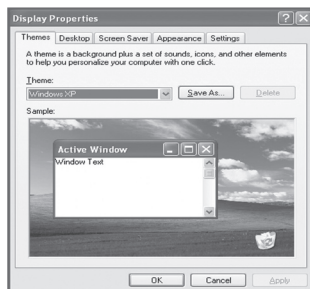 Display Properties
Themes Desktop Screen Saver Appearance Settings
A theme is a background plus a set of sounds, icons, and other elements
to help you personalize your computer with one click.
Theme:
Windows XP Save As... Delete
Sample:
Active Window
Window Text
OK Cancel Apply